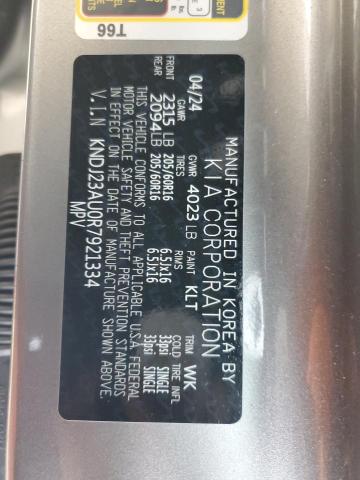 T66
MANUFACTURED IN KOREA BY
KIA CORPORATION
04/24 GVWR 4023 LB PAINT KLT TRIM WK
GAWR TIRES RIMS COLD TIRE INFL
FRONT 2315 LB 205/60R16 6.5Jx16 33psi SINGLE
REAR 2094 LB 205/60R16 6.5Jx16 33psi SINGLE
THIS VEHICLE CONFORMS TO ALL APPLICABLE U.S.A. FEDERAL
MOTOR VEHICLE SAFETY AND THEFT PREVENTION STANDARDS
IN EFFECT ON THE DATE OF MANUFACTURE SHOWN ABOVE.
V.I.N KNDJ23AU0R7921334
MPV